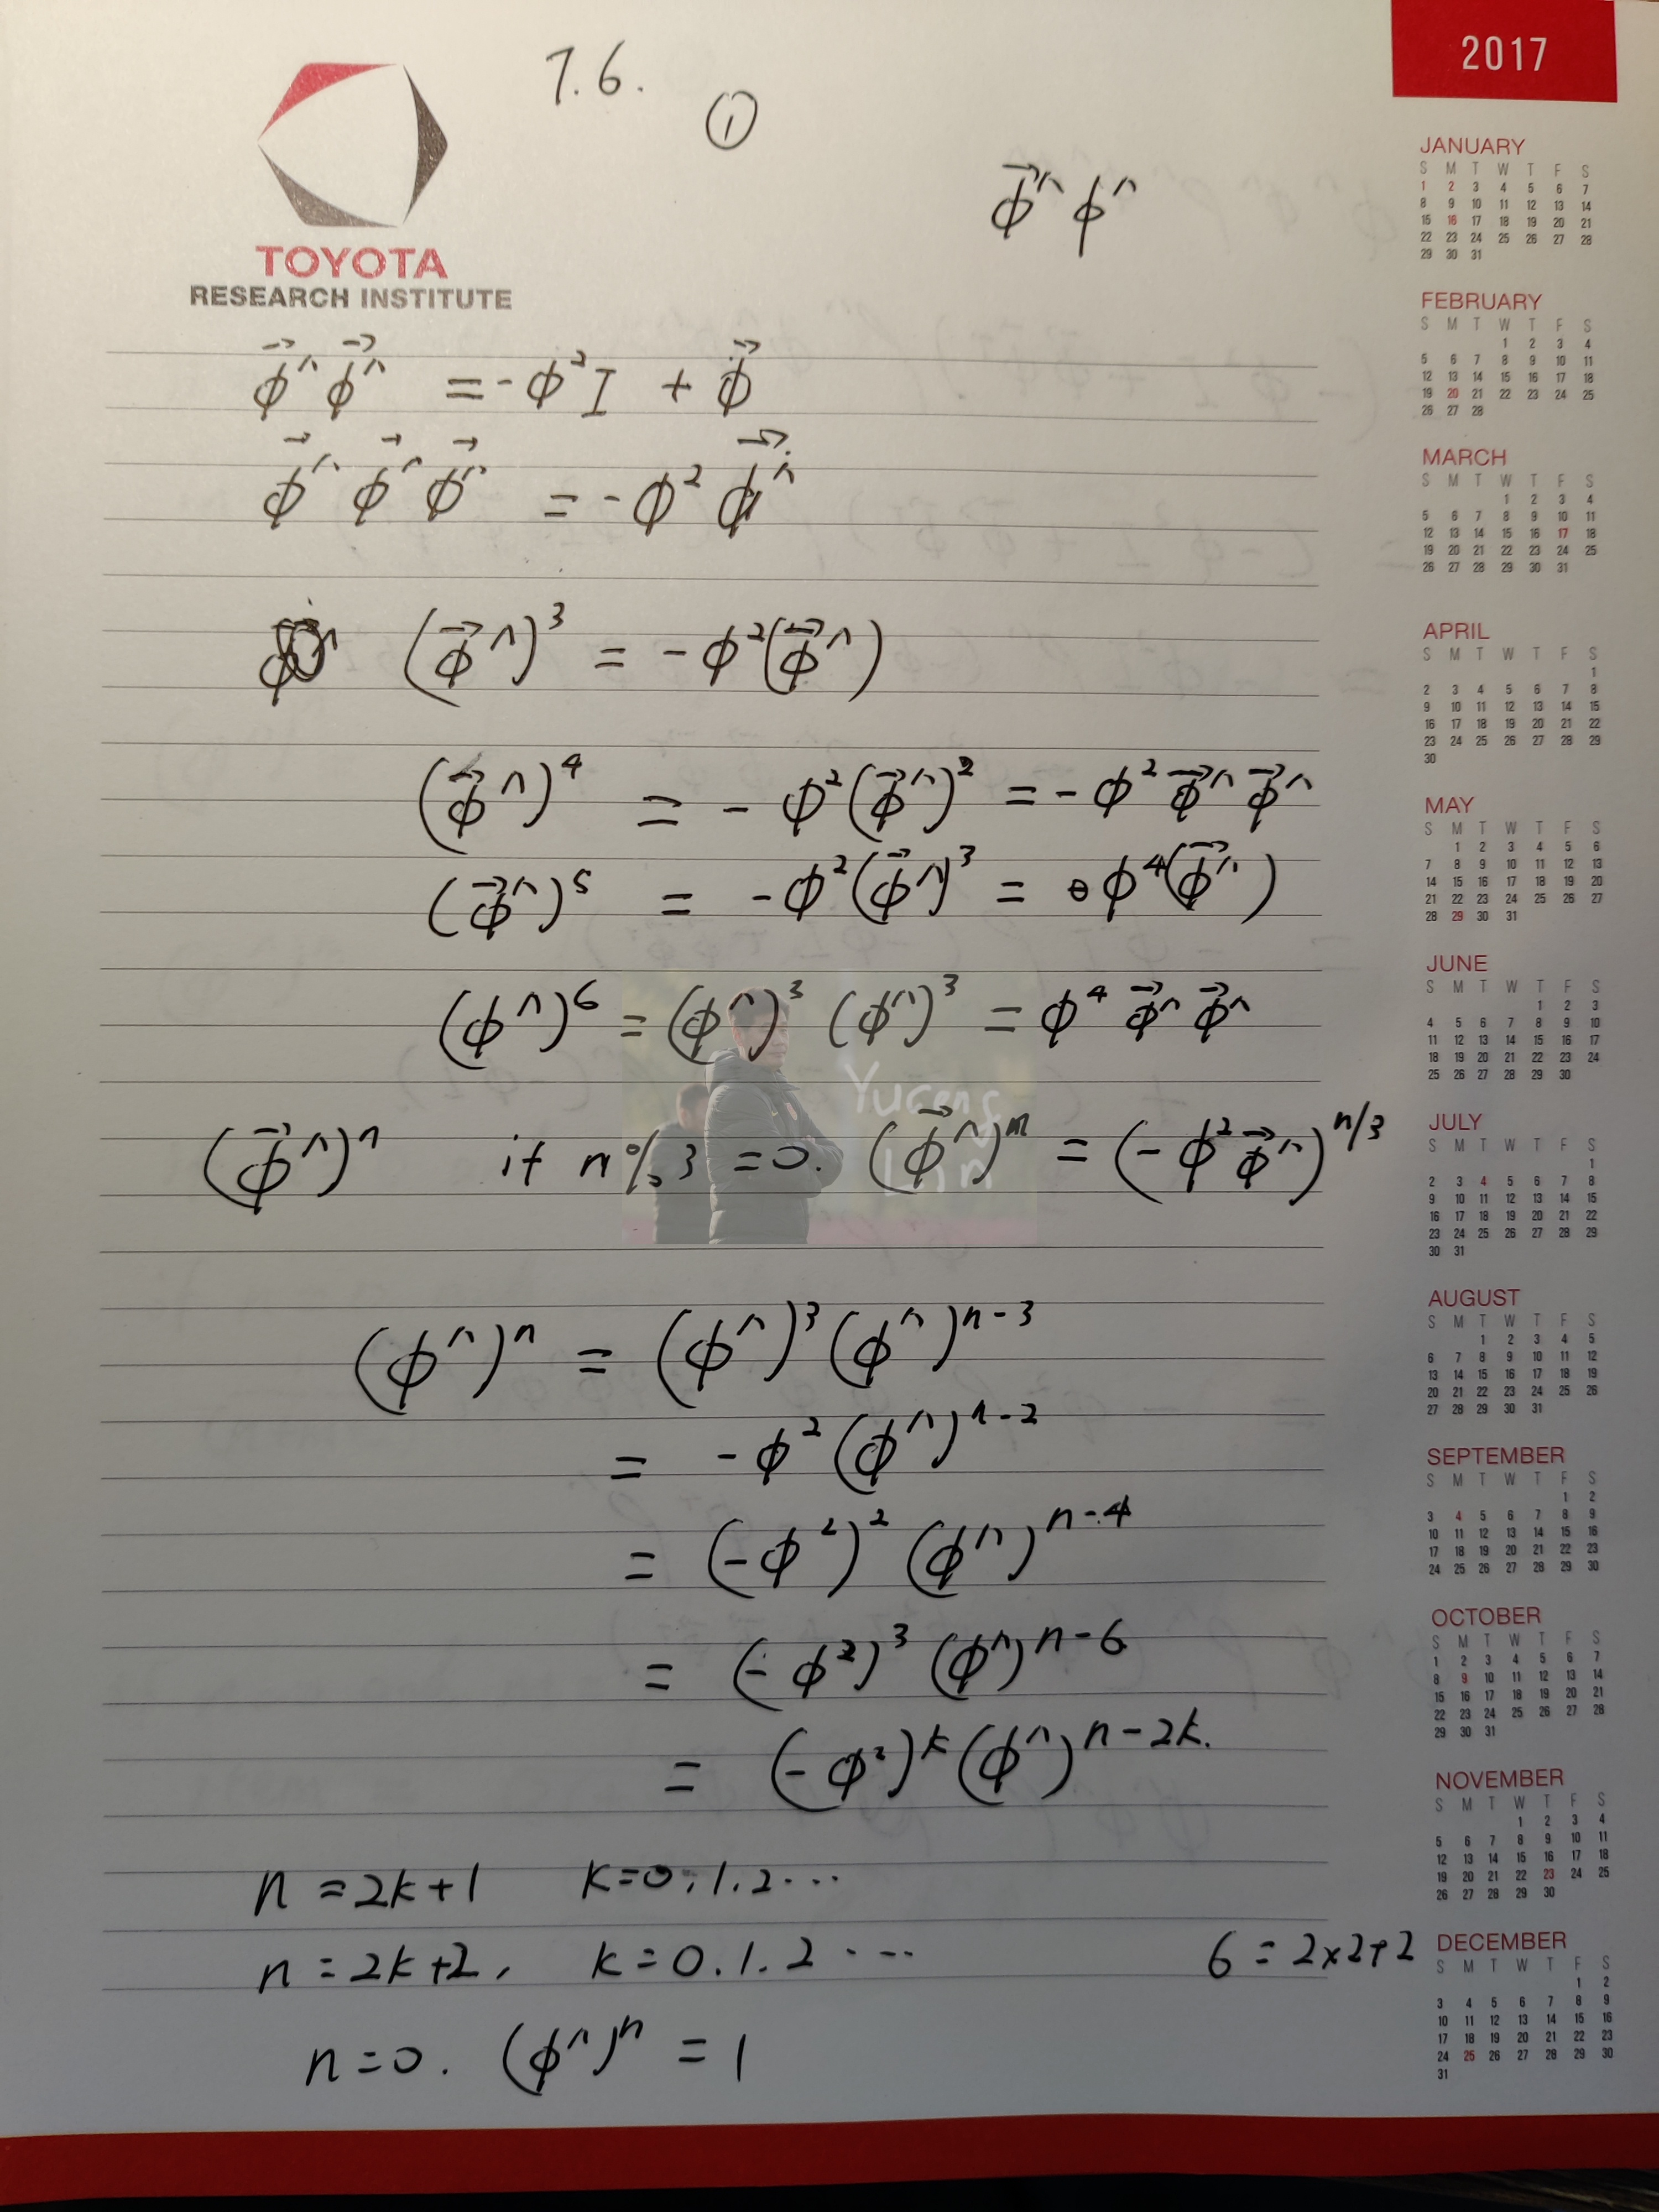 2017
7.6.
①
TOYOTA
RESEARCH INSTITUTE
$\vec{\phi}^\wedge \phi^\wedge$
$\vec{\phi}^\wedge \vec{\phi}^\wedge = -\phi^2 I + \vec{\phi}$
$\vec{\phi}^\wedge \vec{\phi}^\wedge \vec{\phi}^\wedge = -\phi^2 \vec{\phi}^\wedge$
$(\vec{\phi}^\wedge)^3 = -\phi^2 (\vec{\phi}^\wedge)$
$(\vec{\phi}^\wedge)^4 = -\phi^2 (\vec{\phi}^\wedge)^2 = -\phi^2 \vec{\phi}^\wedge \vec{\phi}^\wedge$
$(\vec{\phi}^\wedge)^5 = -\phi^2 (\vec{\phi}^\wedge)^3 = \phi^4 (\vec{\phi}^\wedge)$
$(\phi^\wedge)^6 = (\phi^\wedge)^3 (\phi^\wedge)^3 = \phi^4 \vec{\phi}^\wedge \vec{\phi}^\wedge$
Yuceng
Lin
$(\vec{\phi}^\wedge)^n$ if n%3 =0. $(\vec{\phi}^\wedge)^n = (-\phi^2 \vec{\phi}^\wedge)^{n/3}$
$(\phi^\wedge)^n = (\phi^\wedge)^3 (\phi^\wedge)^{n-3}$
$= -\phi^2 (\phi^\wedge)^{n-2}$
$= (-\phi^2)^2 (\phi^\wedge)^{n-4}$
$= (-\phi^2)^3 (\phi^\wedge)^{n-6}$
$= (-\phi^2)^k (\phi^\wedge)^{n-2k}.$
n = 2k+1 k=0.1.2...
n = 2k+2, k=0.1.2...
6 = 2×2+2
n=0. $(\phi^\wedge)^n = 1$
JANUARY
S M T W T F S
1 2 3 4 5 6 7
8 9 10 11 12 13 14
15 16 17 18 19 20 21
22 23 24 25 26 27 28
29 30 31
FEBRUARY
S M T W T F S
1 2 3 4
5 6 7 8 9 10 11
12 13 14 15 16 17 18
19 20 21 22 23 24 25
26 27 28
MARCH
S M T W T F S
1 2 3 4
5 6 7 8 9 10 11
12 13 14 15 16 17 18
19 20 21 22 23 24 25
26 27 28 29 30 31
APRIL
S M T W T F S
1
2 3 4 5 6 7 8
9 10 11 12 13 14 15
16 17 18 19 20 21 22
23 24 25 26 27 28 29
30
MAY
S M T W T F S
1 2 3 4 5 6
7 8 9 10 11 12 13
14 15 16 17 18 19 20
21 22 23 24 25 26 27
28 29 30 31
JUNE
S M T W T F S
1 2 3
4 5 6 7 8 9 10
11 12 13 14 15 16 17
18 19 20 21 22 23 24
25 26 27 28 29 30
JULY
S M T W T F S
1
2 3 4 5 6 7 8
9 10 11 12 13 14 15
16 17 18 19 20 21 22
23 24 25 26 27 28 29
30 31
AUGUST
S M T W T F S
1 2 3 4 5
6 7 8 9 10 11 12
13 14 15 16 17 18 19
20 21 22 23 24 25 26
27 28 29 30 31
SEPTEMBER
S M T W T F S
1 2
3 4 5 6 7 8 9
10 11 12 13 14 15 16
17 18 19 20 21 22 23
24 25 26 27 28 29 30
OCTOBER
S M T W T F S
1 2 3 4 5 6 7
8 9 10 11 12 13 14
15 16 17 18 19 20 21
22 23 24 25 26 27 28
29 30 31
NOVEMBER
S M T W T F S
1 2 3 4
5 6 7 8 9 10 11
12 13 14 15 16 17 18
19 20 21 22 23 24 25
26 27 28 29 30
DECEMBER
S M T W T F S
1 2
3 4 5 6 7 8 9
10 11 12 13 14 15 16
17 18 19 20 21 22 23
24 25 26 27 28 29 30
31